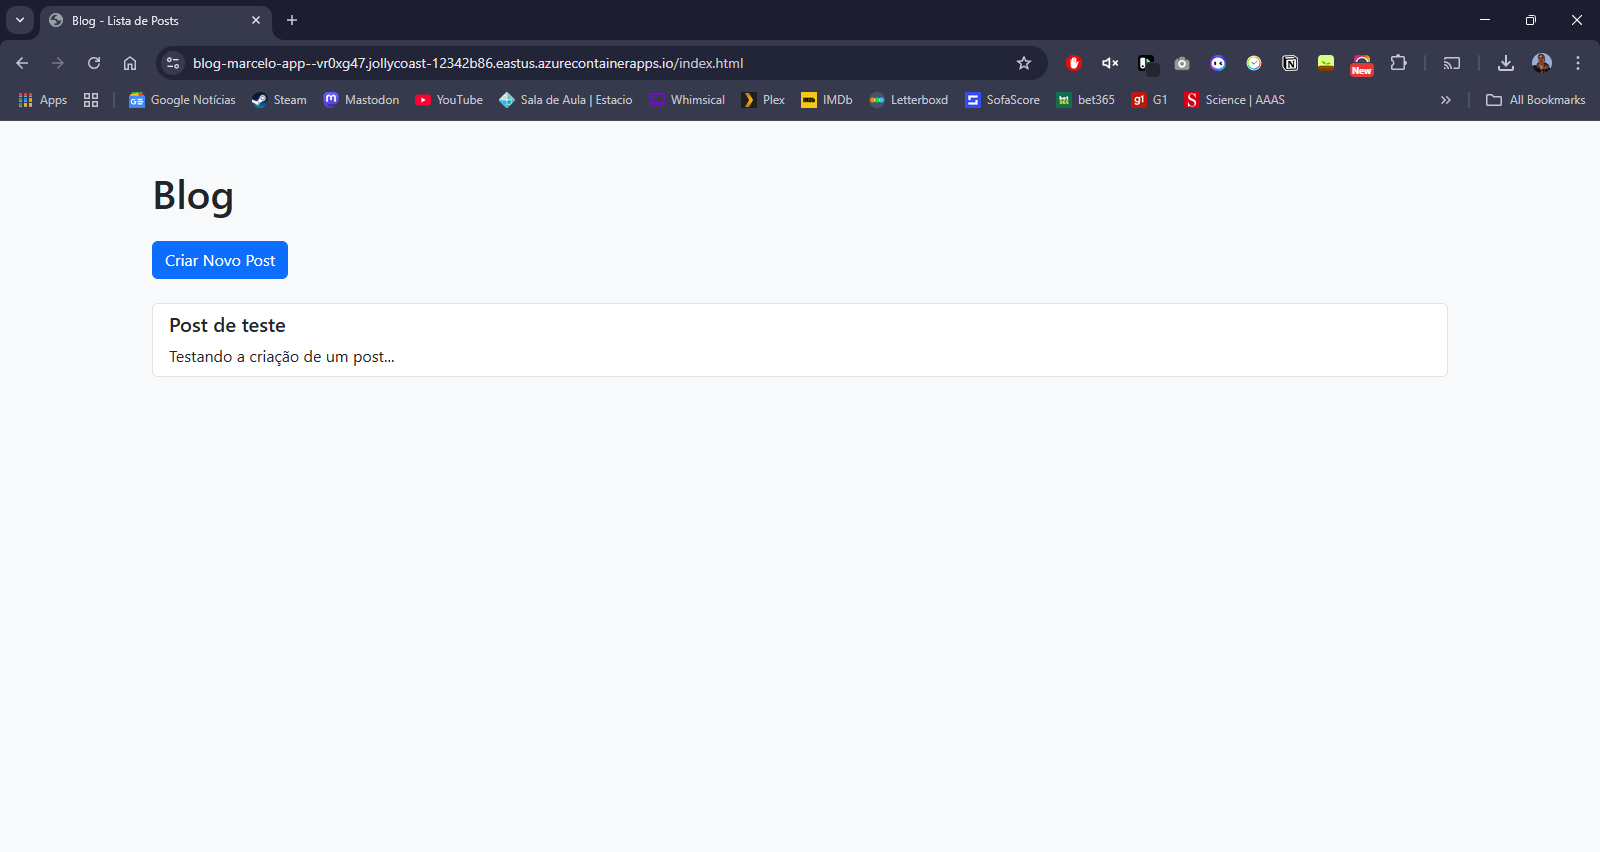 Blog - Lista de Posts
blog-marcelo-app--vr0xg47.jollycoast-12342b86.eastus.azurecontainerapps.io/index.html
New
Apps Google Notícias Steam Mastodon YouTube Sala de Aula | Estacio Whimsical Plex IMDb Letterboxd SofaScore bet365 G1 Science | AAAS All Bookmarks
Blog
Criar Novo Post
Post de teste
Testando a criação de um post...